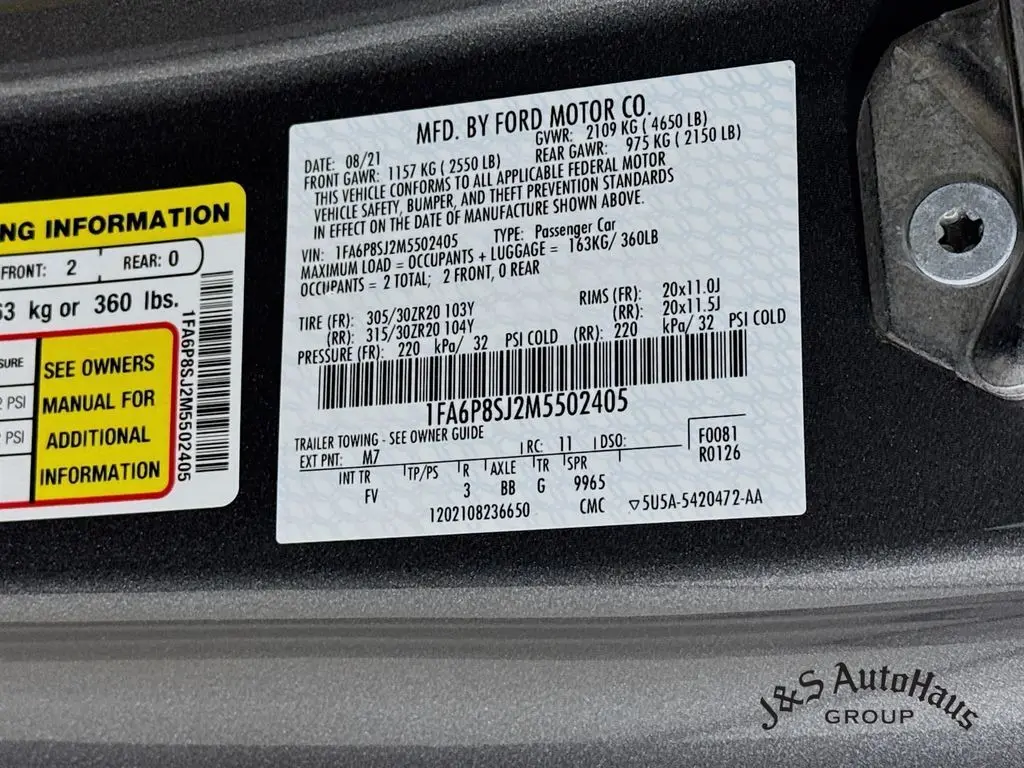 MFD. BY FORD MOTOR CO.
DATE: 08/21 GVWR: 2109 KG (4650 LB)
FRONT GAWR: 1157 KG (2550 LB) REAR GAWR: 975 KG (2150 LB)
THIS VEHICLE CONFORMS TO ALL APPLICABLE FEDERAL MOTOR
VEHICLE SAFETY, BUMPER, AND THEFT PREVENTION STANDARDS
IN EFFECT ON THE DATE OF MANUFACTURE SHOWN ABOVE.
VIN: 1FA6P8SJ2M5502405 TYPE: Passenger Car
MAXIMUM LOAD = OCCUPANTS + LUGGAGE = 163KG/ 360LB
OCCUPANTS = 2 TOTAL; 2 FRONT, 0 REAR
TIRE (FR): 305/30ZR20 103Y RIMS (FR): 20x11.0J
(RR): 315/30ZR20 104Y (RR): 20x11.5J
PRESSURE (FR): 220 kPa/ 32 PSI COLD (RR): 220 kPa/ 32 PSI COLD
1FA6P8SJ2M5502405
TRAILER TOWING - SEE OWNER GUIDE
EXT PNT: M7 RC: 11 DSO: F0081
R0126
INT TR TP/PS R AXLE TR SPR
FV 3 BB G 9965
1202108236650 CMC ▽5U5A-5420472-AA
NG INFORMATION
FRONT: 2 REAR: 0
63 kg or 360 lbs.
SURE
2 PSI
2 PSI
SEE OWNERS
MANUAL FOR
ADDITIONAL
INFORMATION
1FA6P8SJ2M5502405
J&S AutoHaus
GROUP